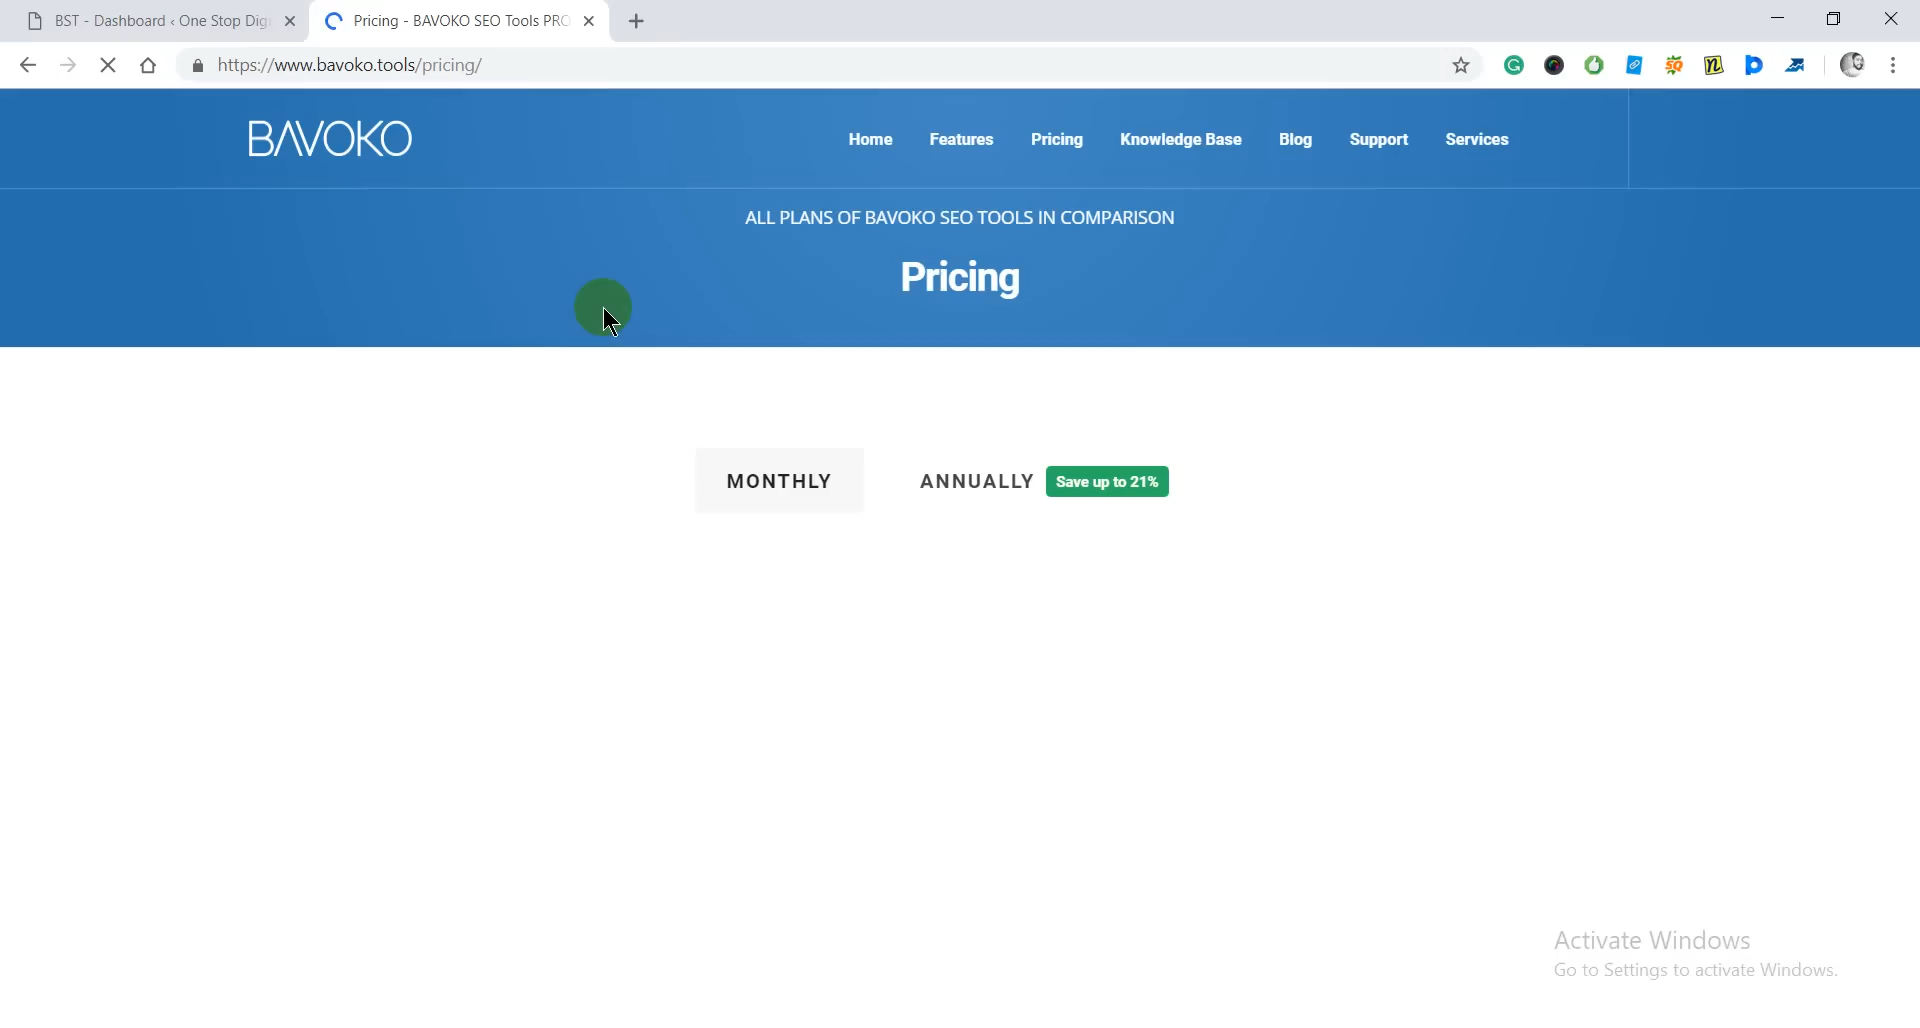 BST - Dashboard ‹ One Stop Dig
Pricing - BAVOKO SEO Tools PRO
https://www.bavoko.tools/pricing/
BAVOKO
Home Features Pricing Knowledge Base Blog Support Services
ALL PLANS OF BAVOKO SEO TOOLS IN COMPARISON
Pricing
MONTHLY ANNUALLY Save up to 21%
Activate Windows
Go to Settings to activate Windows.